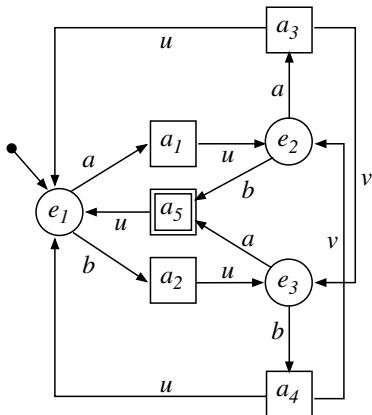 u a3
a
a a1 u e2 v
e1 u a5 b
b a v
a2 u e3
b
u a4